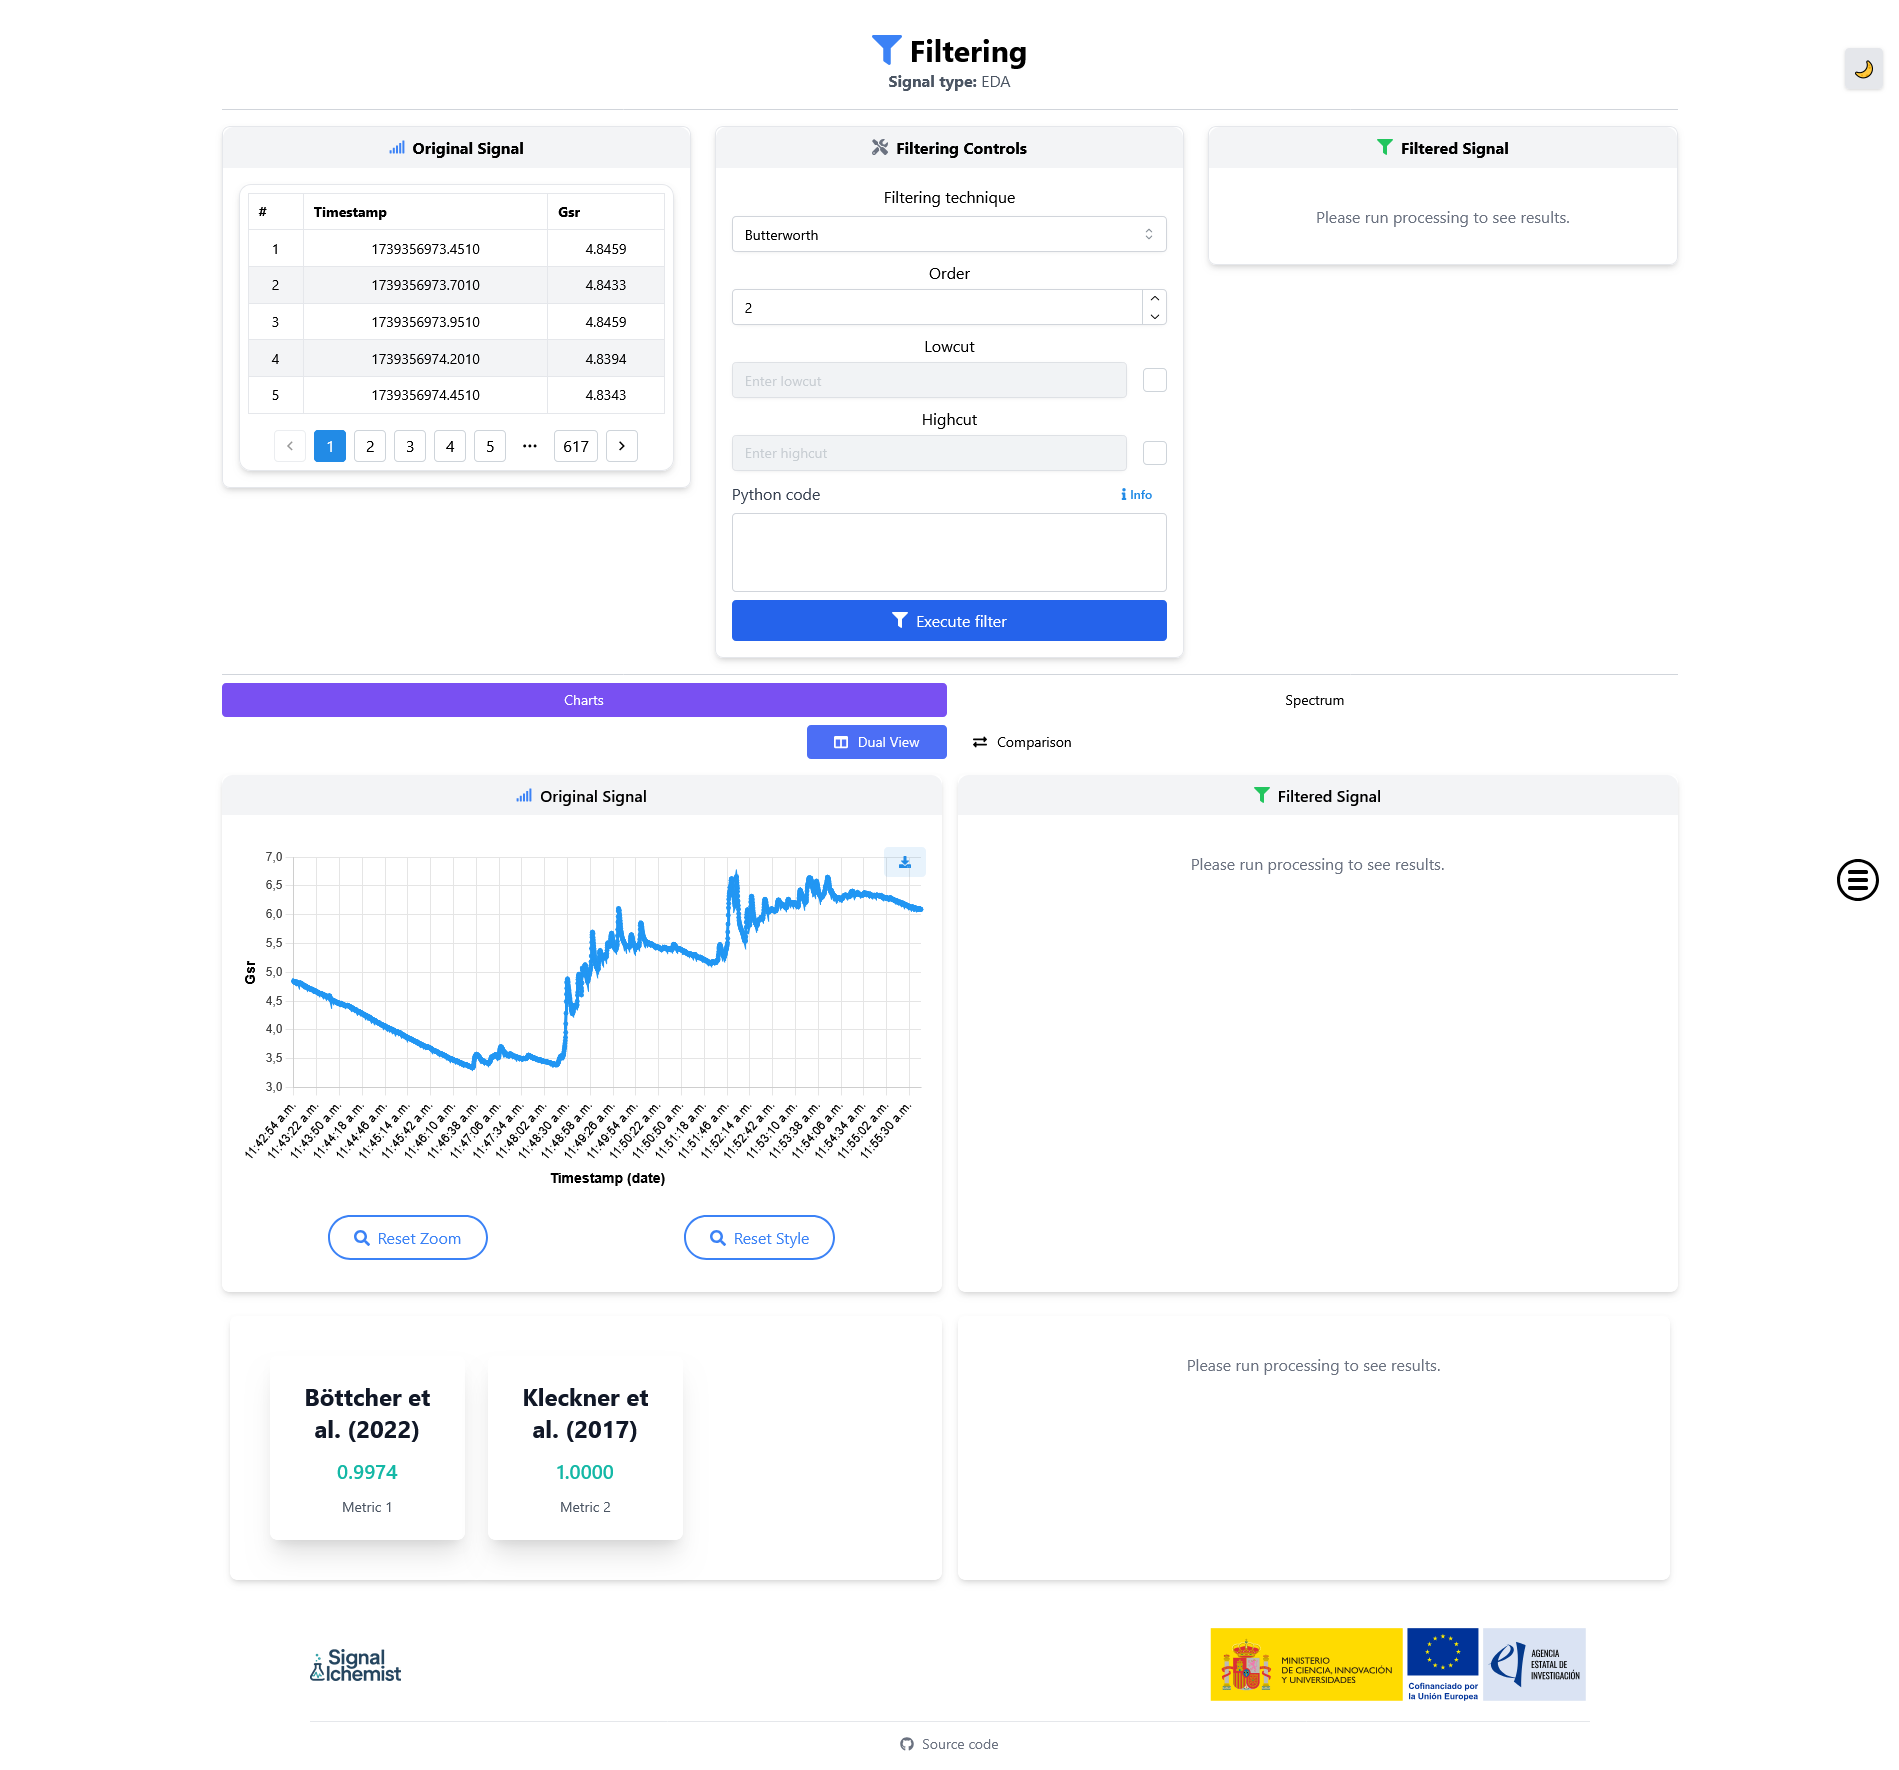 Filtering
Signal type: EDA
Original Signal
# Timestamp Gsr
1 1739356973.4510 4.8459
2 1739356973.7010 4.8433
3 1739356973.9510 4.8459
4 1739356974.2010 4.8394
5 1739356974.4510 4.8343
1 2 3 4 5 ••• 617
Filtering Controls
Filtering technique
Butterworth
Order
2
Lowcut
Enter lowcut
Highcut
Enter highcut
Python code
Info
Execute filter
Filtered Signal
Please run processing to see results.
Charts
Spectrum
Dual View
Comparison
Original Signal
7,0
6,5
6,0
5,5
5,0
4,5
4,0
3,5
3,0
Gsr
11:42:54 a.m.
11:43:22 a.m.
11:43:50 a.m.
11:44:18 a.m.
11:44:46 a.m.
11:45:14 a.m.
11:45:42 a.m.
11:46:10 a.m.
11:46:38 a.m.
11:47:06 a.m.
11:47:34 a.m.
11:48:02 a.m.
11:48:30 a.m.
11:48:58 a.m.
11:49:26 a.m.
11:49:54 a.m.
11:50:22 a.m.
11:50:50 a.m.
11:51:18 a.m.
11:51:46 a.m.
11:52:14 a.m.
11:52:42 a.m.
11:53:10 a.m.
11:53:38 a.m.
11:54:06 a.m.
11:54:34 a.m.
11:55:02 a.m.
11:55:30 a.m.
Timestamp (date)
Reset Zoom
Reset Style
Filtered Signal
Please run processing to see results.
Böttcher et
al. (2022)
0.9974
Metric 1
Kleckner et
al. (2017)
1.0000
Metric 2
Please run processing to see results.
Signal
lchemist
MINISTERIO
DE CIENCIA, INNOVACIÓN
Y UNIVERSIDADES
Cofinanciado por
la Unión Europea
AGENCIA
ESTATAL DE
INVESTIGACIÓN
Source code